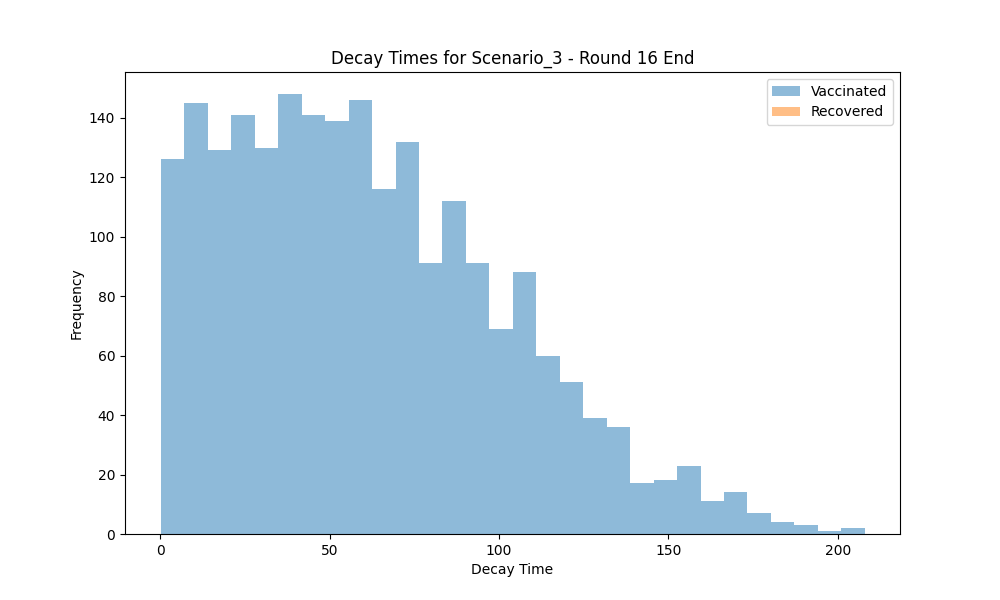 Decay Times for Scenario_3 - Round 16 End
Vaccinated
Recovered
Frequency
140
120
100
80
60
40
20
0
0 50 100 150 200
Decay Time